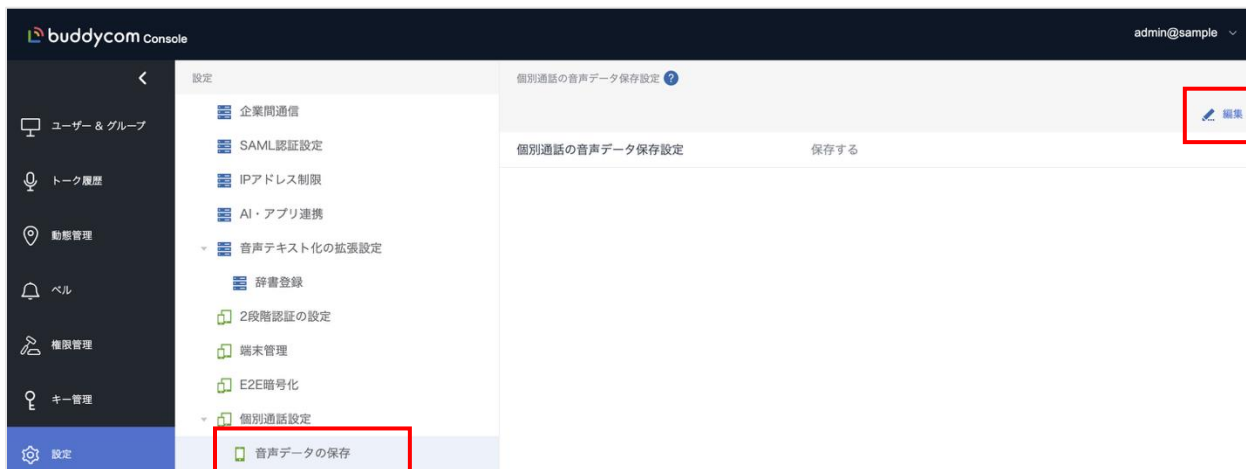 buddycom Console
admin@sample
ユーザー & グループ
トーク履歴
動態管理
ベル
権限管理
キー管理
設定
設定
企業間通信
SAML認証設定
IPアドレス制限
AI・アプリ連携
音声テキスト化の拡張設定
辞書登録
2段階認証の設定
端末管理
E2E暗号化
個別通話設定
音声データの保存
個別通話の音声データ保存設定 ?
編集
個別通話の音声データ保存設定 保存する